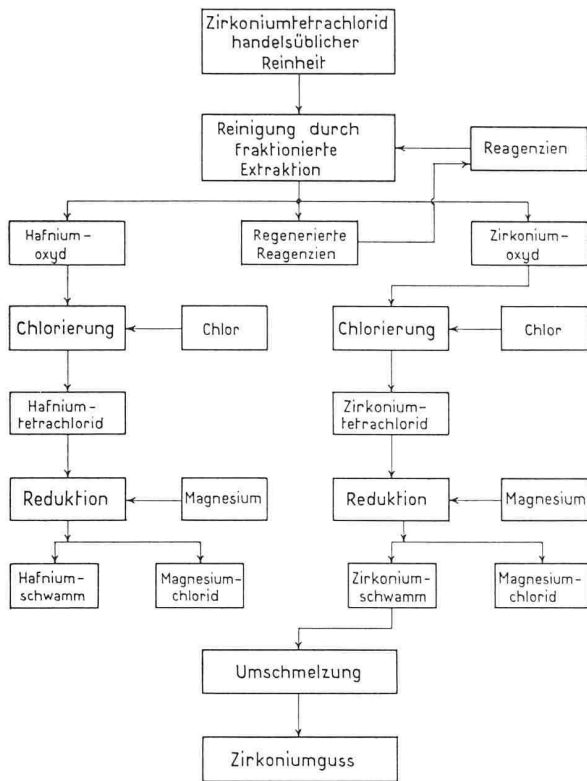 Zirkoniumtetrachlorid
handelsüblicher
Reinheit
Reinigung durch
fraktionierte
Extraktion
Reagenzien
Hafnium-
oxyd
Regenerierte
Reagenzien
Zirkonium-
oxyd
Chlorierung
Chlor
Chlorierung
Chlor
Hafnium-
tetrachlorid
Zirkonium-
tetrachlorid
Reduktion
Magnesium
Reduktion
Magnesium
Hafnium-
schwamm
Magnesium-
chlorid
Zirkonium-
schwamm
Magnesium-
chlorid
Umschmelzung
Zirkoniumguss